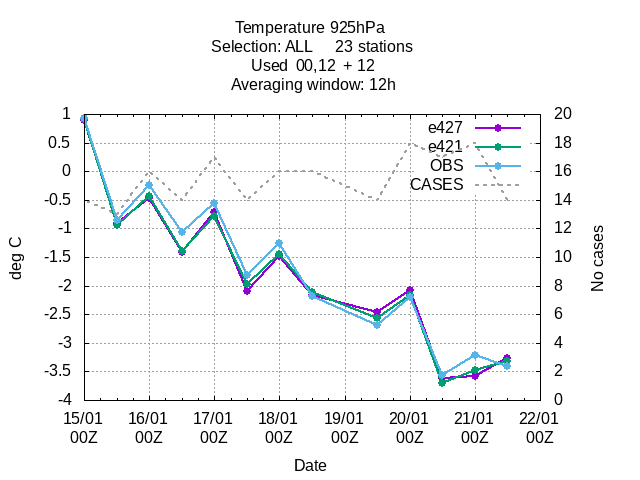 Temperature 925hPa
Selection: ALL 23 stations
Used 00,12 + 12
Averaging window: 12h
e427
e421
OBS
CASES
1
0.5
0
-0.5
-1
-1.5
-2
-2.5
-3
-3.5
-4
20
18
16
14
12
10
8
6
4
2
0
deg C
No cases
15/01 16/01 17/01 18/01 19/01 20/01 21/01 22/01
00Z 00Z 00Z 00Z 00Z 00Z 00Z 00Z
Date